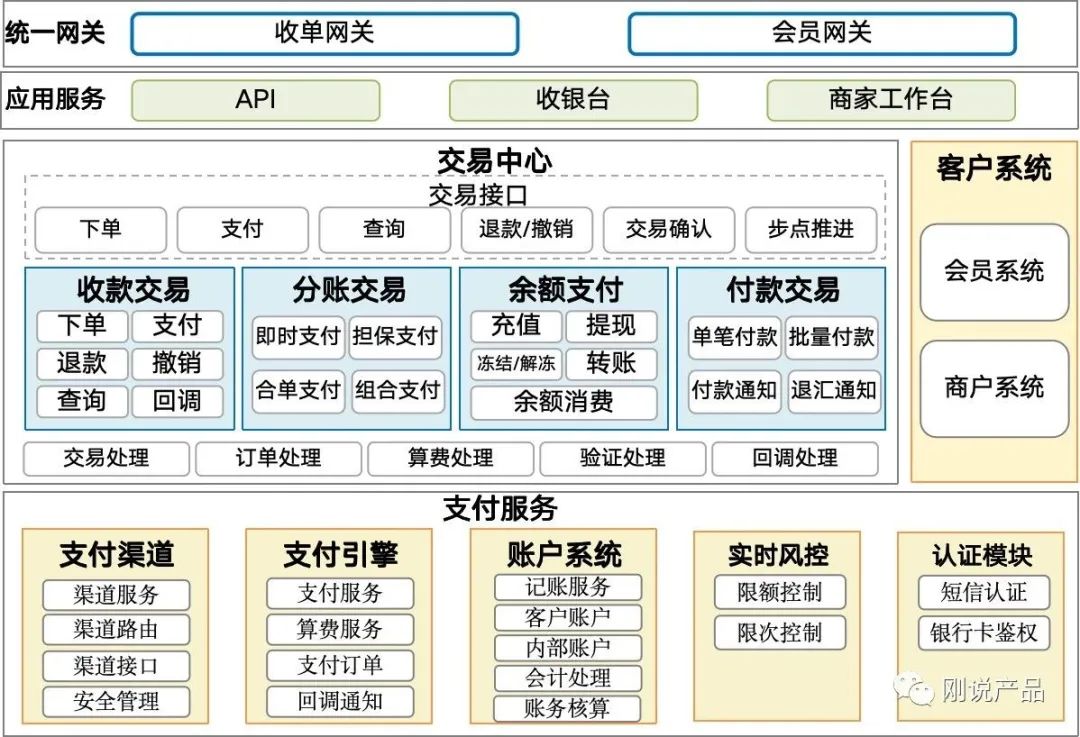 统一网关 收单网关 会员网关
应用服务 API 收银台 商家工作台
交易中心
交易接口
下单 支付 查询 退款/撤销 交易确认 步点推进
收款交易
下单 支付
退款 撤销
查询 回调
分账交易
即时支付 担保支付
合单支付 组合支付
余额支付
充值 提现
冻结/解冻 转账
余额消费
付款交易
单笔付款 批量付款
付款通知 退汇通知
交易处理 订单处理 算费处理 验证处理 回调处理
客户系统
会员系统
商户系统
支付服务
支付渠道
渠道服务
渠道路由
渠道接口
安全管理
支付引擎
支付服务
算费服务
支付订单
回调通知
账户系统
记账服务
客户账户
内部账户
会计处理
账务核算
实时风控
限额控制
限次控制
认证模块
短信认证
银行卡鉴权
刚说产品